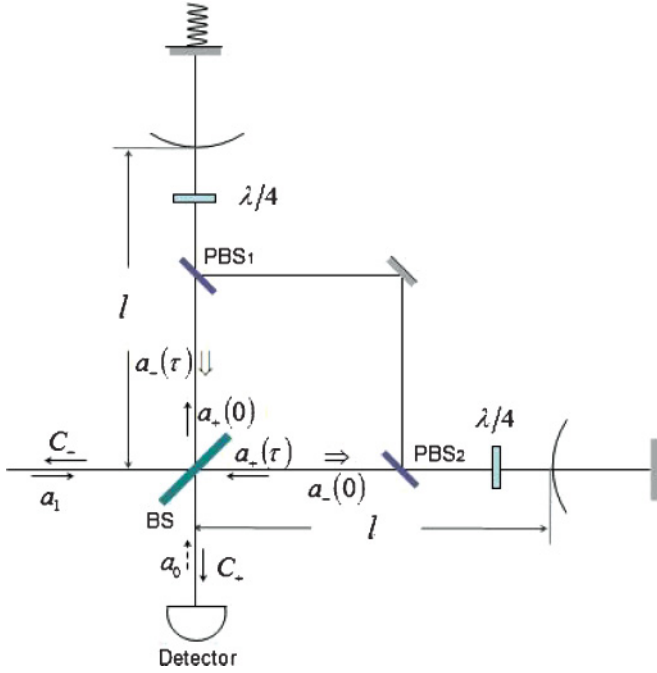 λ/4
PBS1
l
a₋(τ)⇓
a₊(0)
λ/4
C₋
a₊(τ)
⇒
PBS2
a₁
a₋(0)
BS
l
a₀
C₊
Detector